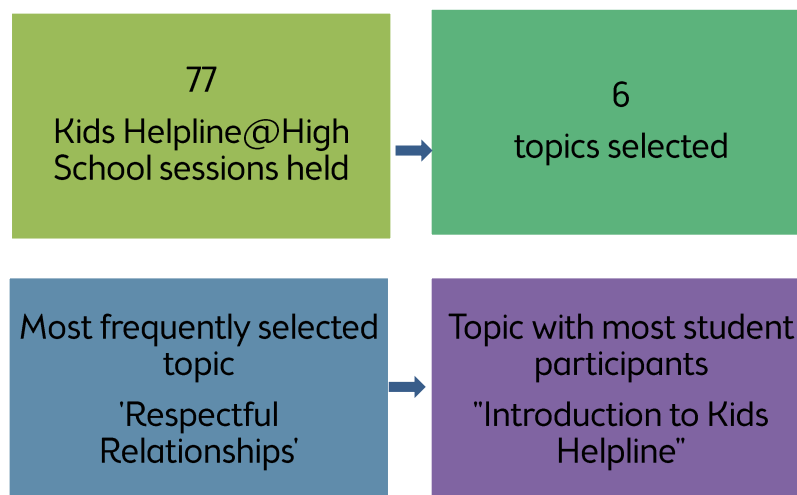 77
Kids Helpline@High
School sessions held
6
topics selected
Most frequently selected
topic
'Respectful
Relationships'
Topic with most student
participants
"Introduction to Kids
Helpline"